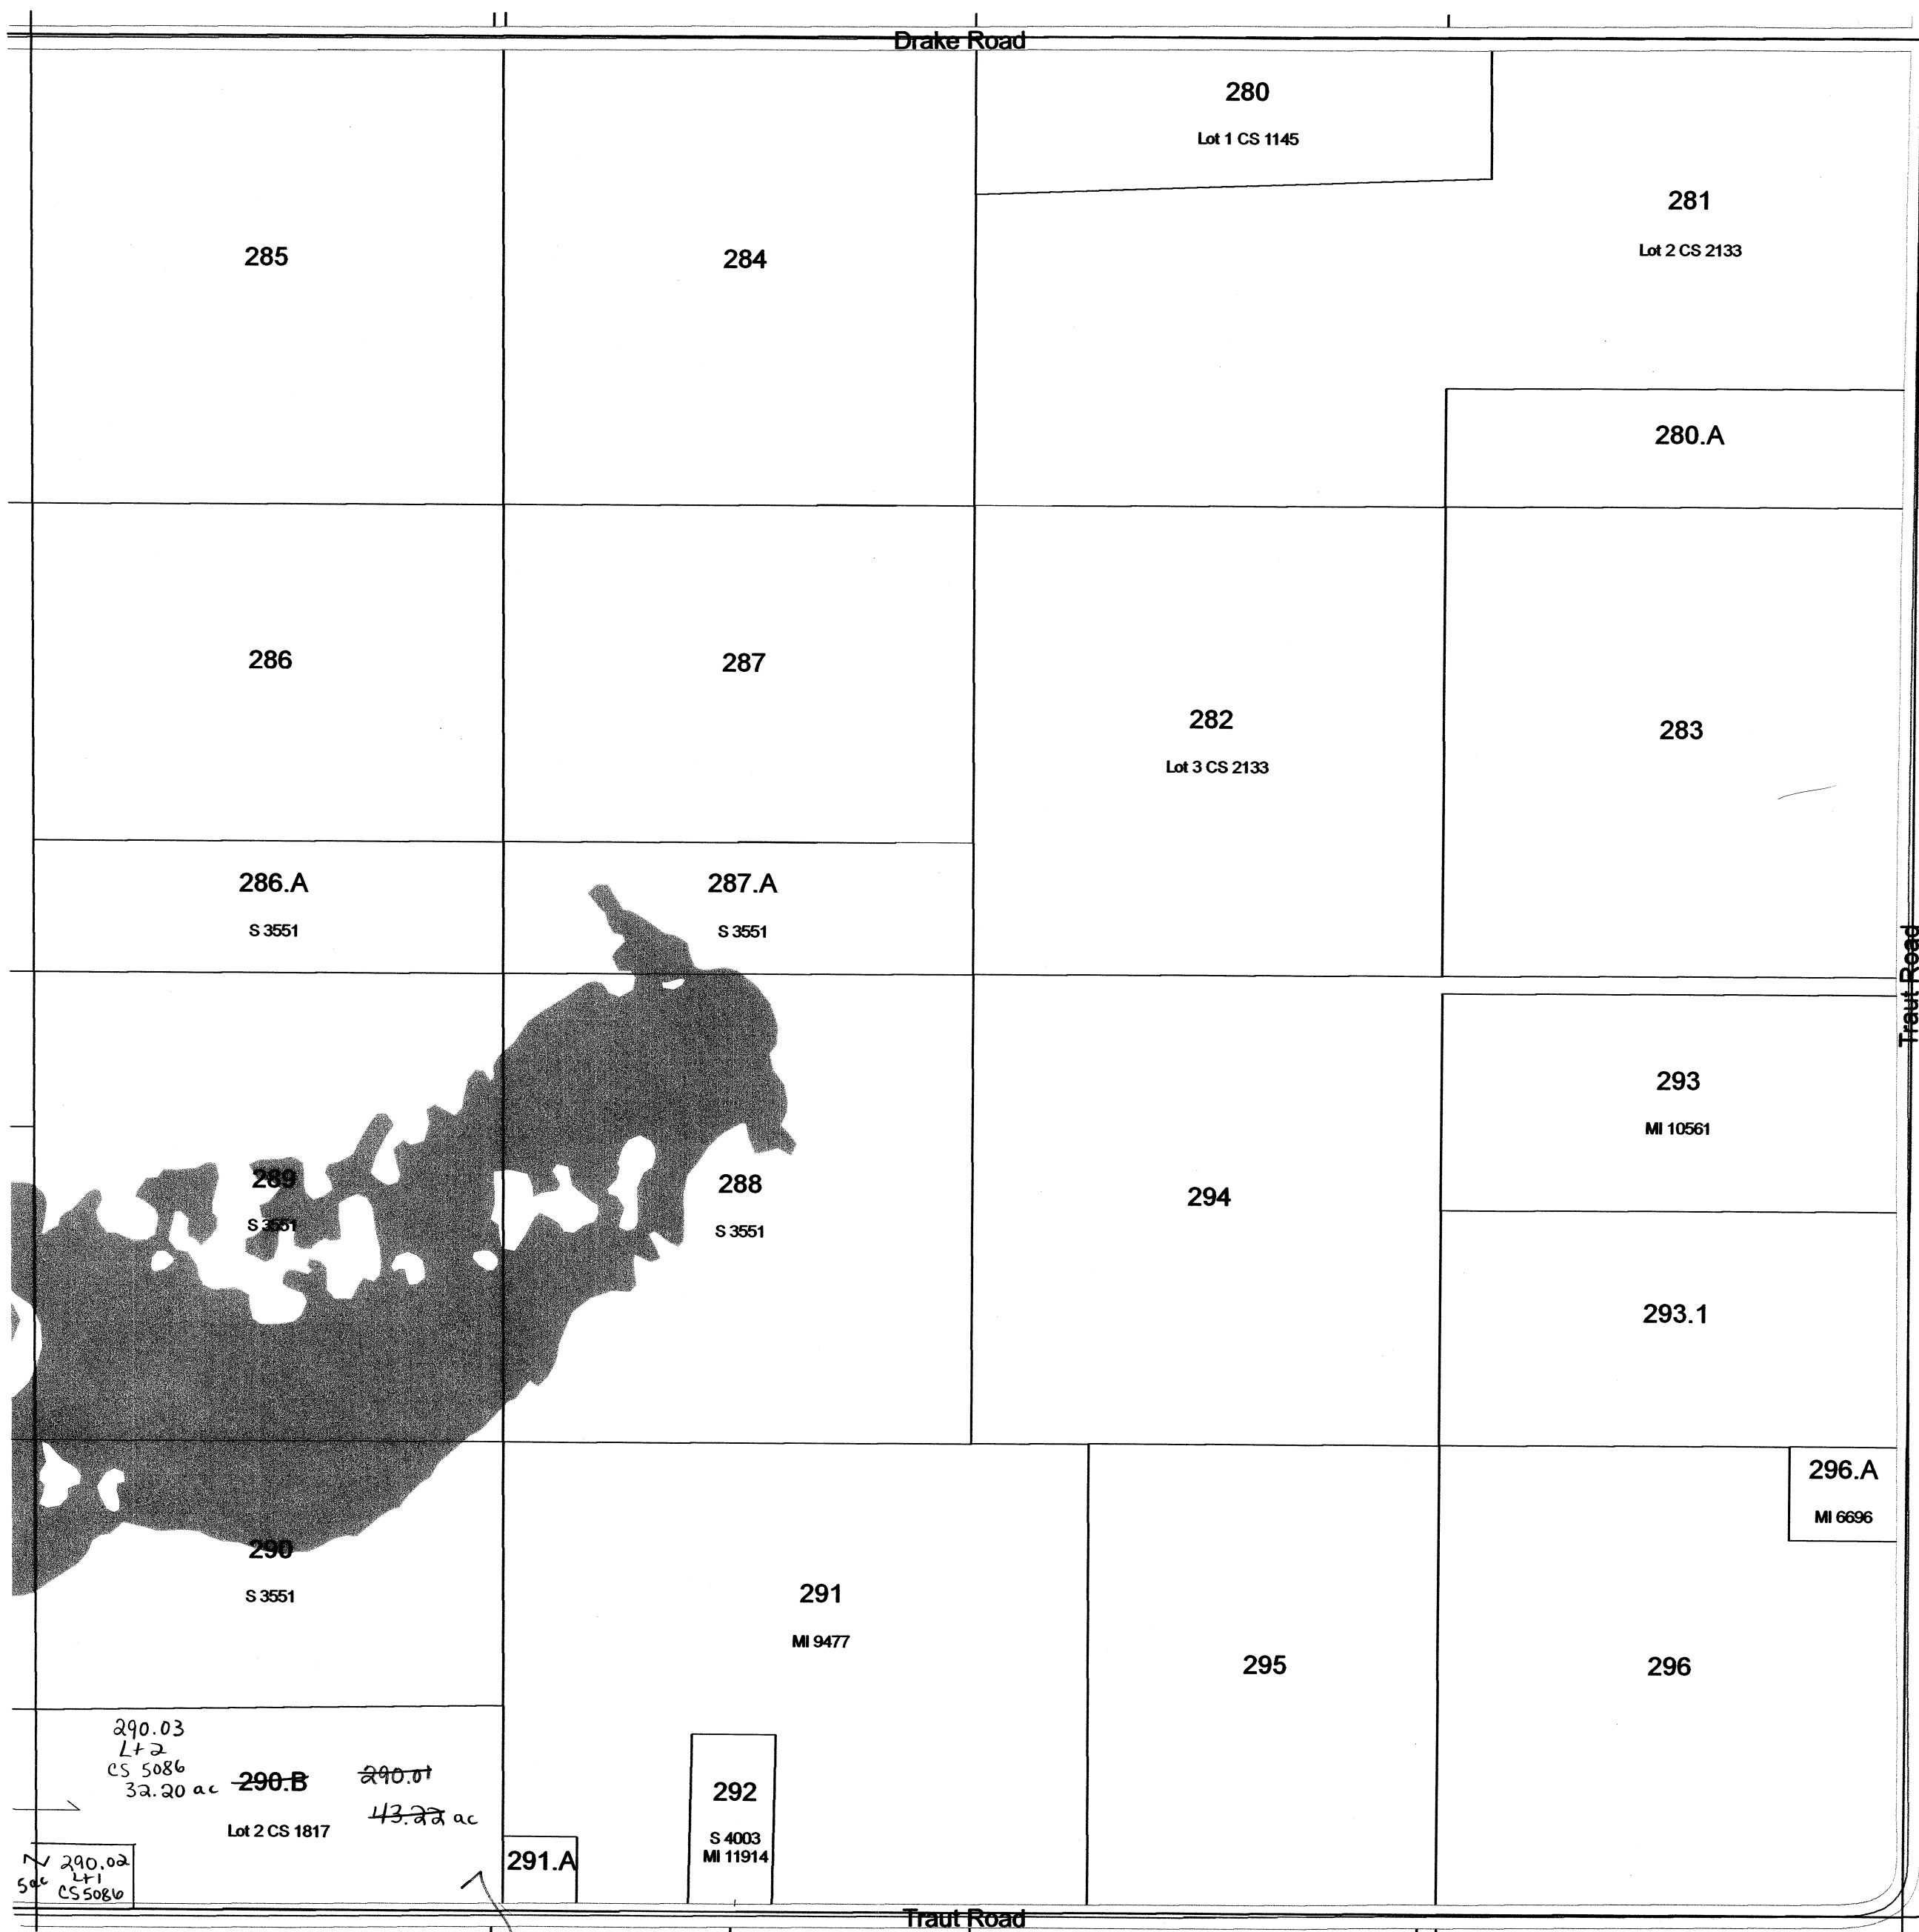 Drake Road
280
Lot 1 CS 1145
281
Lot 2 CS 2133
285
284
280.A
286
287
282
Lot 3 CS 2133
283
286.A
S 3551
287.A
S 3551
Traut Road
293
MI 10561
289
S 3551
288
S 3551
294
293.1
296.A
MI 6696
290
S 3551
291
MI 9477
295
296
290.03
Lt 2
CS 5086
32.20 ac
290.B
290.01
43.22 ac
Lot 2 CS 1817
292
S 4003
MI 11914
291.A
290.02
5ac
Lt 1
CS 5086
Traut Road